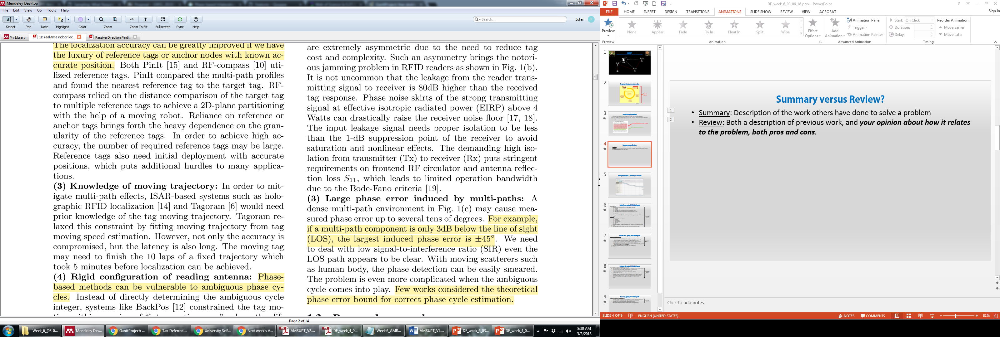 Mendeley Desktop
File Edit View Go Tools Help
Select Pan Note Highlight Color Zoom Zoom To Fit Fullscreen Sync Help
Search...
Julian JK
My Library
3D real-time indoor loc...
Passive Direction Findi...
The localization accuracy can be greatly improved if we have
the luxury of reference tags or anchor nodes with known ac-
curate position. Both PinIt [15] and RF-compass [10] uti-
lized reference tags. PinIt compared the multi-path profiles
and found the nearest reference tag to the target tag. RF-
compass relied on the distance comparison of the target tag
to multiple reference tags to achieve a 2D-plane partitioning
with the help of a moving robot. Reliance on reference or
anchor tags brings forth the heavy dependence on the gran-
ularity of the reference tags. In order to achieve high ac-
curacy, the number of required reference tags may be large.
Reference tags also need initial deployment with accurate
positions, which puts additional hurdles to many applica-
tions.
(3) Knowledge of moving trajectory: In order to mit-
igate multi-path effects, ISAR-based systems such as holo-
graphic RFID localization [14] and Tagoram [6] would need
prior knowledge of the tag moving trajectory. Tagoram re-
laxed this constraint by fitting moving trajectory from tag
moving speed estimation. However, not only the accuracy is
compromised, but the latency is also long. The moving tag
may need to finish the 10 laps of a fixed trajectory which
took 5 minutes before localization can be achieved.
(4) Rigid configuration of reading antenna: Phase-
based methods can be vulnerable to ambiguous phase cy-
cles. Instead of directly determining the ambiguous cycle
integer, systems like BackPos [12] constrained the tag mo-
are extremely asymmetric due to the need to reduce tag
cost and complexity. Such an asymmetry brings the notori-
ous jamming problem in RFID readers as shown in Fig. 1(b).
It is not uncommon that the leakage from the reader trans-
mitting signal to receiver is 80dB higher than the received
tag response. Phase noise skirts of the strong transmitting
signal at effective isotropic radiated power (EIRP) above 4
Watts can drastically raise the receiver noise floor [17, 18].
The input leakage signal needs proper isolation to be less
than the 1-dB suppression point of the receiver to avoid
saturation and nonlinear effects. The demanding high iso-
lation from transmitter (Tx) to receiver (Rx) puts stringent
requirements on frontend RF circulator and antenna reflec-
tion loss S11, which leads to limited operation bandwidth
due to the Bode-Fano criteria [19].
(3) Large phase error induced by multi-paths: A
dense multi-path environment in Fig. 1(c) may cause mea-
sured phase error up to several tens of degrees. For example,
if a multi-path component is only 3dB below the line of sight
(LOS), the largest induced phase error is ±45°. We need
to deal with low signal-to-interference ratio (SIR) even the
LOS path appears to be clear. With moving scatterers such
as human body, the phase detection can be easily smeared.
The problem is even more complicated when the ambiguous
cycle comes into play. Few works considered the theoretical
phase error bound for correct phase cycle estimation.
Page 2 of 14
DF_week_6_03_06_18.pptx - PowerPoint
Sign in
FILE HOME INSERT DESIGN TRANSITIONS ANIMATIONS SLIDE SHOW REVIEW VIEW ACROBAT
Preview
None Appear Fade Fly In Float In Split Wipe
Effect Options
Add Animation
Animation Pane
Trigger
Animation Painter
Start: On Click
Duration:
Delay:
Reorder Animation
Move Earlier
Move Later
Preview Animation Advanced Animation Timing
1
2
3
4
5
6
7
8
9
Summary versus Review?
1
2
• Summary: Description of the work others have done to solve a problem
• Review: Both a description of previous work, and your opinion about how it relates
to the problem, both pros and cons.
Click to add notes
SLIDE 4 OF 9 ENGLISH (UNITED STATES) NOTES COMMENTS 81%
Week_6_(03-0... Mendeley Des... GanttProject: ... Tax-Deferred ... University Self... Next week's A... AMRUPT_V2.... DF_week_4_0... Week 6_AMR... AMRUPT_V1.... DF_week_6_03... DF_week_4_0...
8:30 AM
3/3/2018